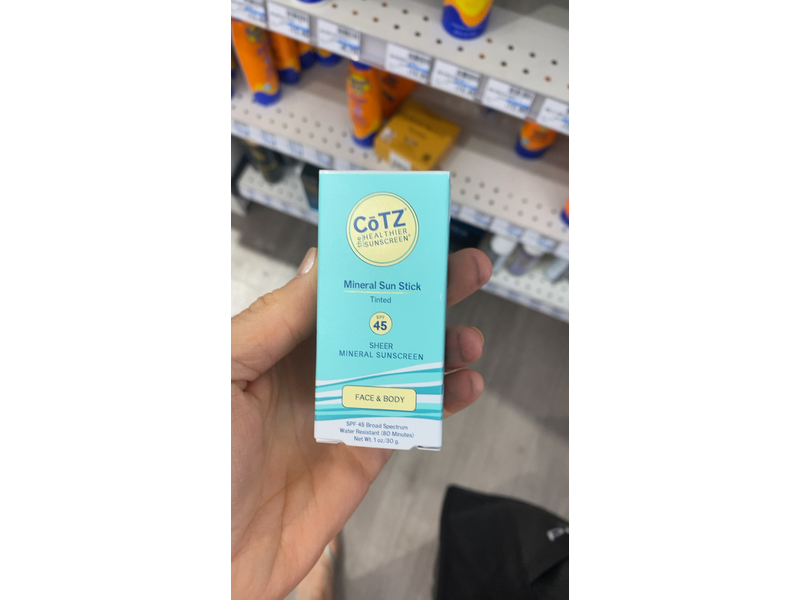 CōTZ®
the HEALTHIER
SUNSCREEN®
Mineral Sun Stick
Tinted
SPF
45
SHEER
MINERAL SUNSCREEN
FACE & BODY
SPF 45 Broad Spectrum
Water Resistant (80 Minutes)
Net Wt. 1 oz./30 g